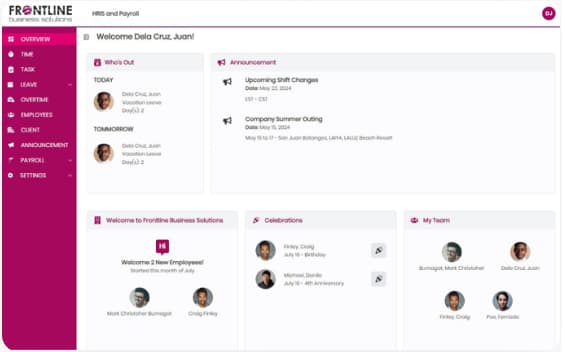 FRONTLINE
business solutions
HRIS and Payroll
DJ
OVERVIEW
TIME
TASK
LEAVE
OVERTIME
EMPLOYEES
CLIENT
ANNOUNCEMENT
PAYROLL
SETTINGS
Welcome Dela Cruz, Juan!
Who's Out
TODAY
Dela Cruz, Juan
Vacation Leave
Day(s): 2
TOMMORROW
Dela Cruz, Juan
Vacation Leave
Day(s): 2
Announcement
Upcoming Shift Changes
Date: May 22, 2024
EST - CST
Company Summer Outing
Date: May 15, 2024
May 15 to 17 - San Juan Batangas, LAIYA, LALUZ Beach Resort
Welcome to Frontline Business Solutions
Hi
Welcome 2 New Employees!
Started this month of July
Mark Christopher Bumagat
Craig Finley
Celebrations
Finley, Craig
July 16 - Birthday
Michael, Danilo
July 16 - 4th Anniversary
My Team
Bumagat, Mark Christopher
Dela Cruz, Juan
Finley, Craig
Paz, Fernado